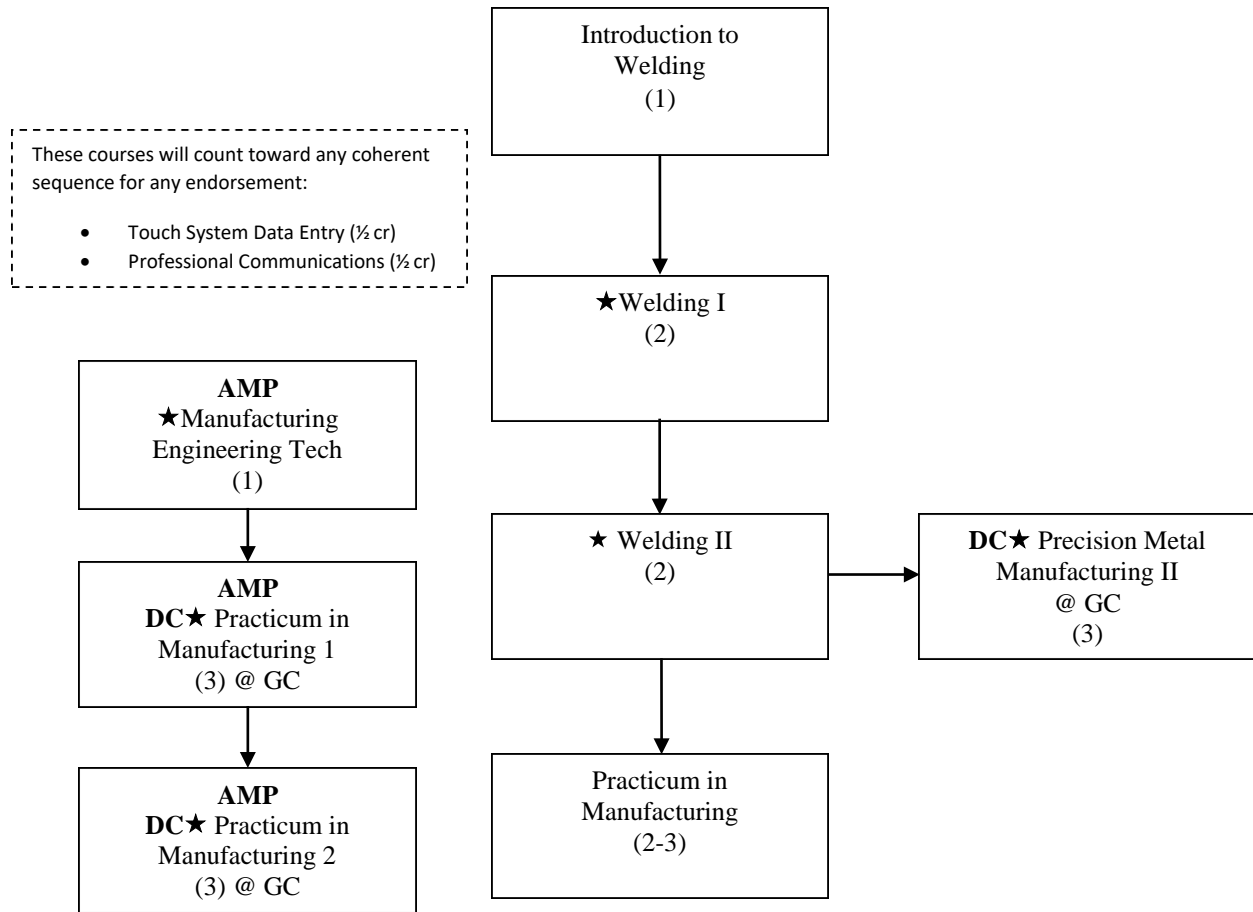 Introduction to
Welding
(1)
These courses will count toward any coherent
sequence for any endorsement:
• Touch System Data Entry (½ cr)
• Professional Communications (½ cr)
★Welding I
(2)
AMP
★Manufacturing
Engineering Tech
(1)
★ Welding II
(2)
DC★ Precision Metal
Manufacturing II
@ GC
(3)
AMP
DC★ Practicum in
Manufacturing 1
(3) @ GC
Practicum in
Manufacturing
(2-3)
AMP
DC★ Practicum in
Manufacturing 2
(3) @ GC